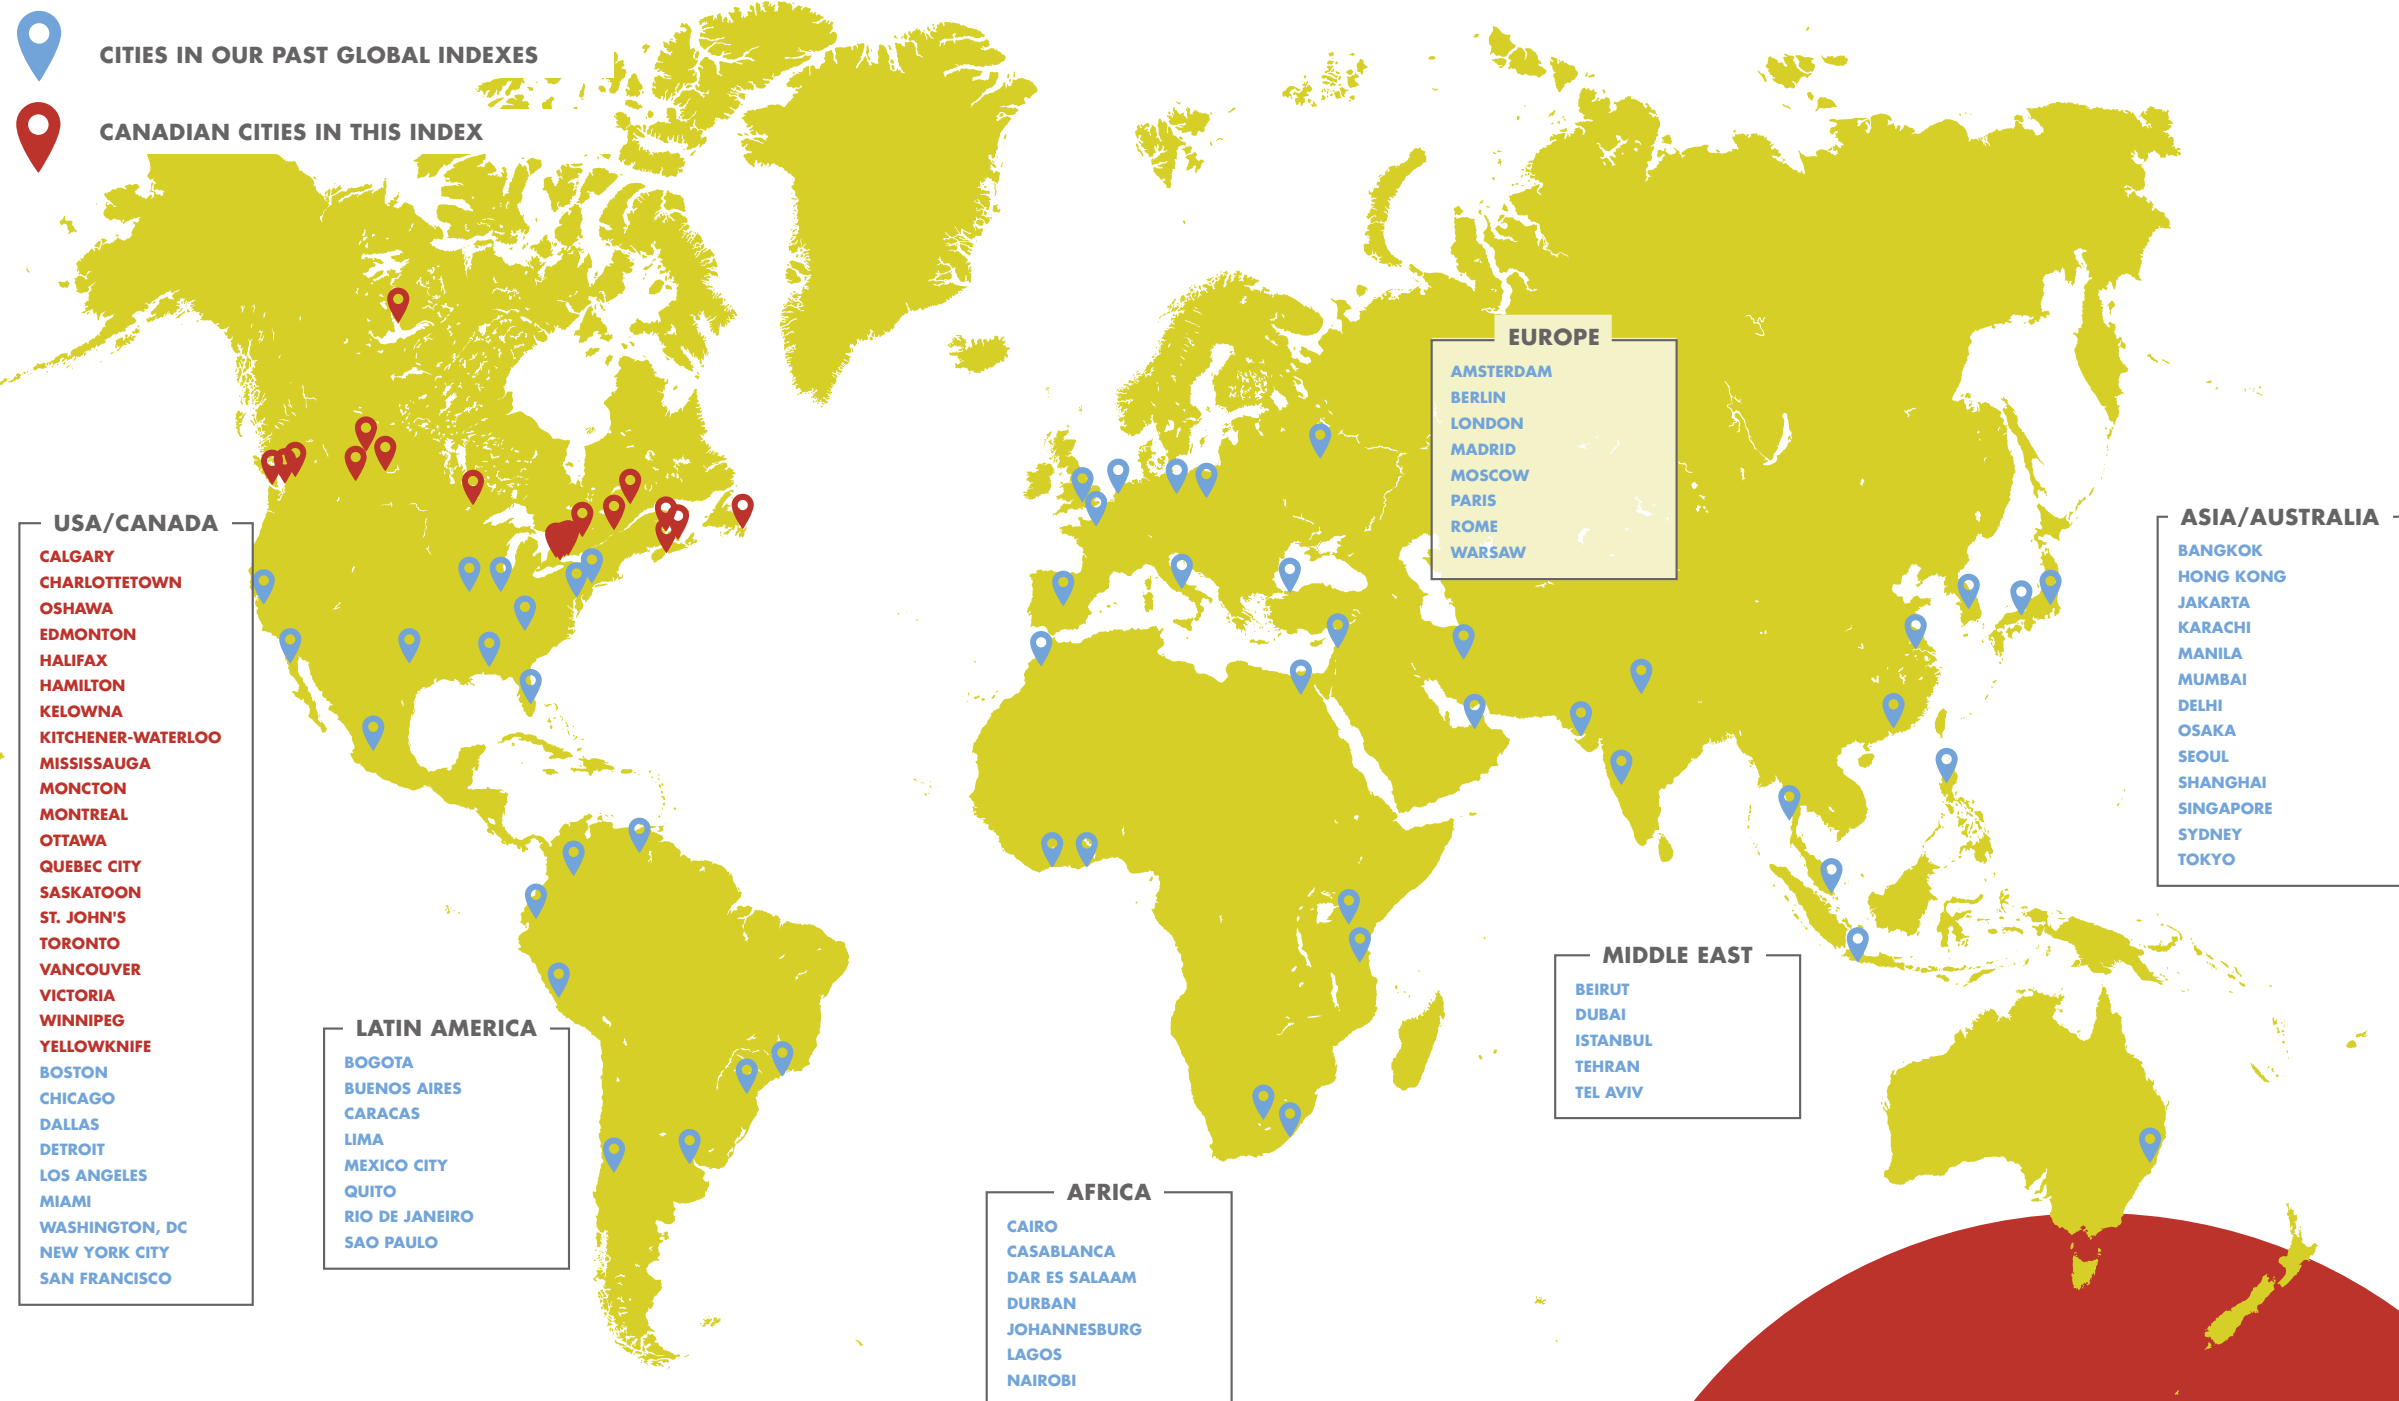 CITIES IN OUR PAST GLOBAL INDEXES
CANADIAN CITIES IN THIS INDEX
USA/CANADA
CALGARY
CHARLOTTETOWN
OSHAWA
EDMONTON
HALIFAX
HAMILTON
KELOWNA
KITCHENER-WATERLOO
MISSISSAUGA
MONCTON
MONTREAL
OTTAWA
QUEBEC CITY
SASKATOON
ST. JOHN'S
TORONTO
VANCOUVER
VICTORIA
WINNIPEG
YELLOWKNIFE
BOSTON
CHICAGO
DALLAS
DETROIT
LOS ANGELES
MIAMI
WASHINGTON, DC
NEW YORK CITY
SAN FRANCISCO
LATIN AMERICA
BOGOTA
BUENOS AIRES
CARACAS
LIMA
MEXICO CITY
QUITO
RIO DE JANEIRO
SAO PAULO
AFRICA
CAIRO
CASABLANCA
DAR ES SALAAM
DURBAN
JOHANNESBURG
LAGOS
NAIROBI
EUROPE
AMSTERDAM
BERLIN
LONDON
MADRID
MOSCOW
PARIS
ROME
WARSAW
MIDDLE EAST
BEIRUT
DUBAI
ISTANBUL
TEHRAN
TEL AVIV
ASIA/AUSTRALIA
BANGKOK
HONG KONG
JAKARTA
KARACHI
MANILA
MUMBAI
DELHI
OSAKA
SEOUL
SHANGHAI
SINGAPORE
SYDNEY
TOKYO